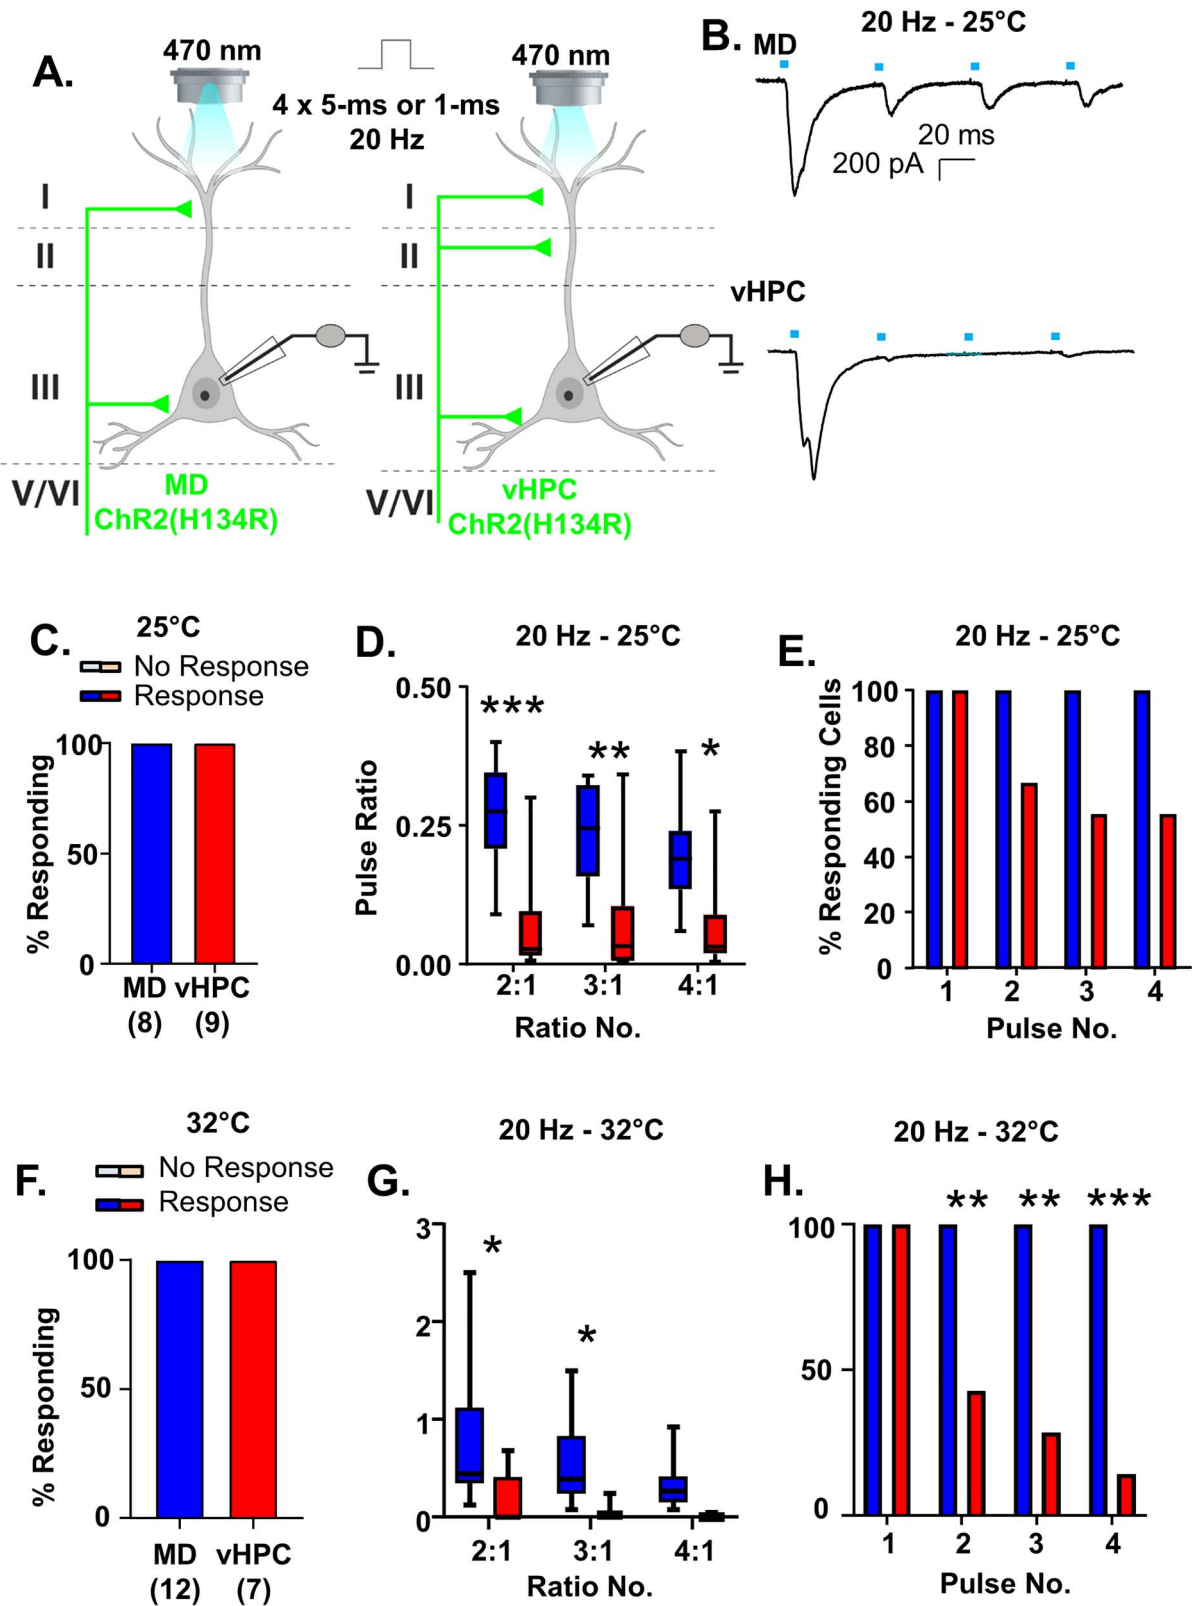 A.
470 nm
4 x 5-ms or 1-ms
20 Hz
470 nm
I
II
III
V/VI
MD
ChR2(H134R)
I
II
III
V/VI
vHPC
ChR2(H134R)
B.
20 Hz - 25°C
MD
20 ms
200 pA
vHPC
C.
25°C
No Response
Response
% Responding
100
50
0
MD vHPC
(8) (9)
D.
20 Hz - 25°C
Pulse Ratio
0.50
0.25
0.00
*** ** *
2:1 3:1 4:1
Ratio No.
E.
20 Hz - 25°C
% Responding Cells
100
80
60
40
20
0
1 2 3 4
Pulse No.
F.
32°C
No Response
Response
% Responding
100
50
0
MD vHPC
(12) (7)
G.
20 Hz - 32°C
3
2
1
0
* *
2:1 3:1 4:1
Ratio No.
H.
20 Hz - 32°C
** ** ***
100
50
0
1 2 3 4
Pulse No.